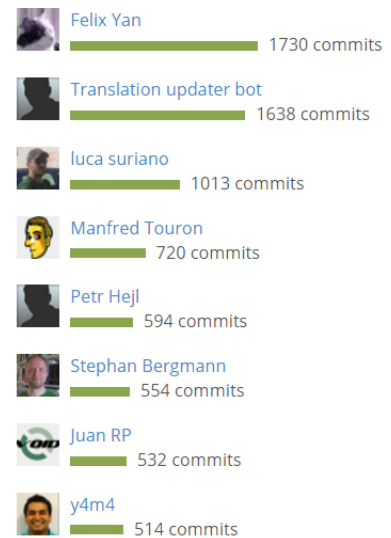 Felix Yan
1730 commits
Translation updater bot
1638 commits
luca suriano
1013 commits
Manfred Touron
720 commits
Petr Hejl
594 commits
Stephan Bergmann
554 commits
VOID
Juan RP
532 commits
y4m4
514 commits